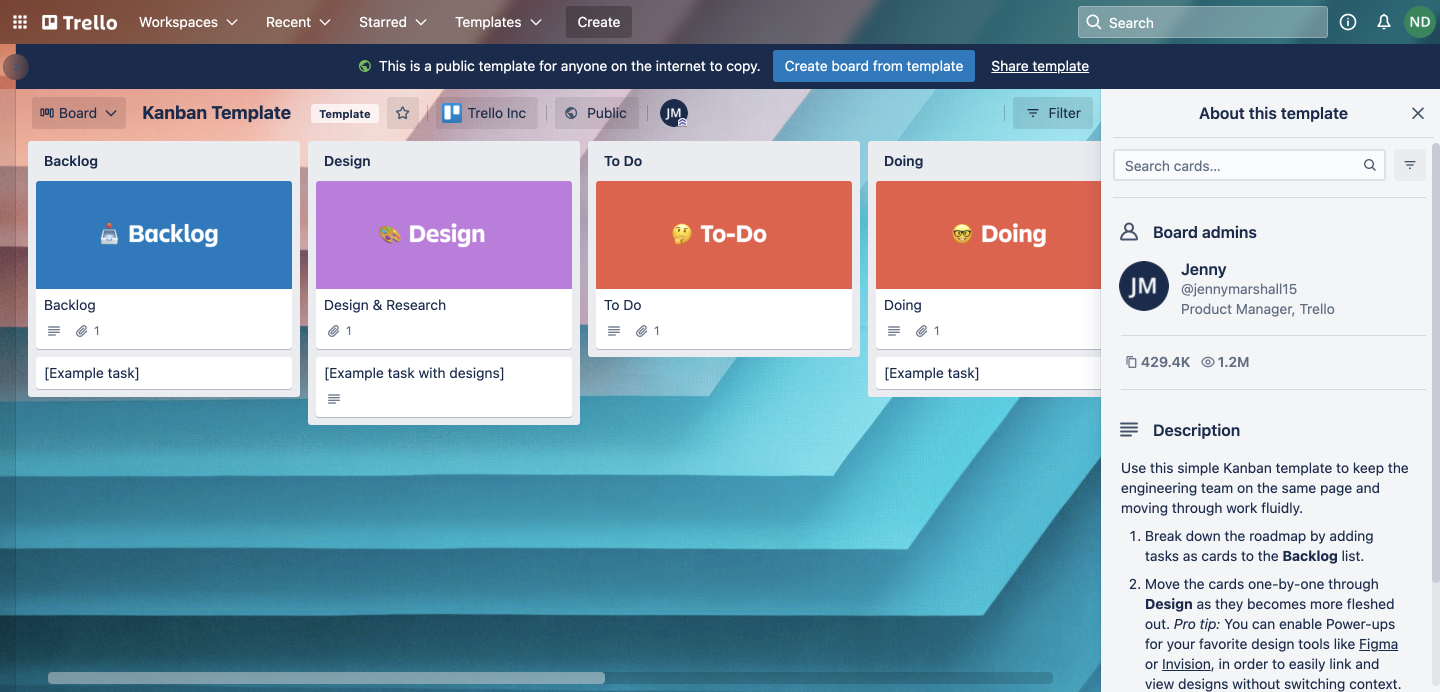 Trello
Workspaces
Recent
Starred
Templates
Create
Search
ND
This is a public template for anyone on the internet to copy.
Create board from template
Share template
Board
Kanban Template
Template
Trello Inc
Public
JM
Filter
Backlog
Backlog
Backlog
1
[Example task]
Design
Design
Design & Research
1
[Example task with designs]
To Do
To-Do
To Do
1
Doing
Doing
Doing
1
[Example task]
About this template
Search cards...
Board admins
JM
Jenny
@jennymarshall15
Product Manager, Trello
429.4K 1.2M
Description
Use this simple Kanban template to keep the
engineering team on the same page and
moving through work fluidly.
1. Break down the roadmap by adding
tasks as cards to the Backlog list.
2. Move the cards one-by-one through
Design as they becomes more fleshed
out. Pro tip: You can enable Power-ups
for your favorite design tools like Figma
or Invision, in order to easily link and
view designs without switching context.